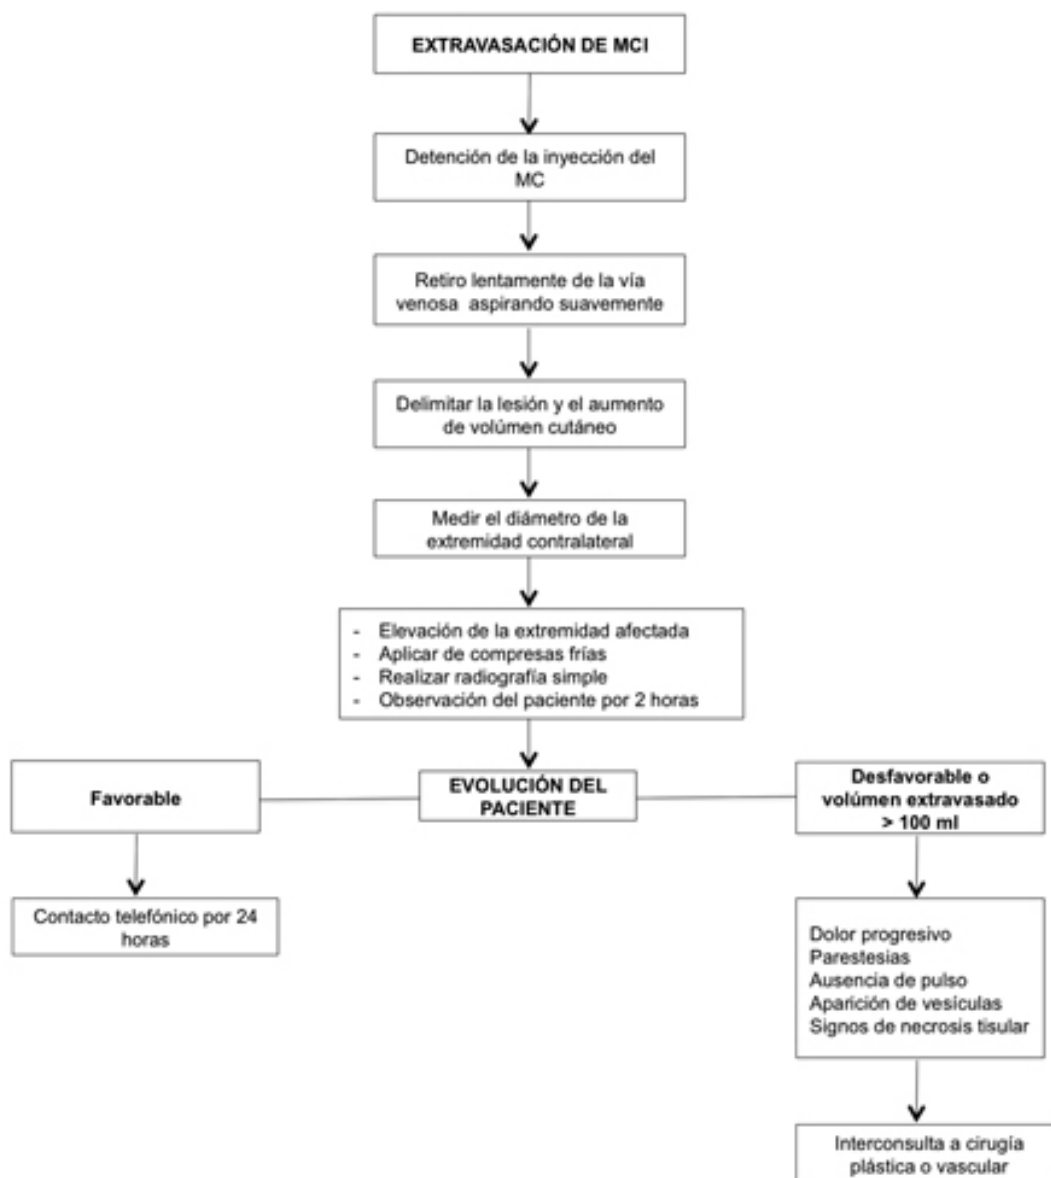 EXTRAVASACIÓN DE MCI
Detención de la inyección del
MC
Retiro lentamente de la vía
venosa aspirando suavemente
Delimitar la lesión y el aumento
de volúmen cutáneo
Medir el diámetro de la
extremidad contralateral
- Elevación de la extremidad afectada
- Aplicar de compresas frías
- Realizar radiografía simple
- Observación del paciente por 2 horas
EVOLUCIÓN DEL
PACIENTE
Favorable
Contacto telefónico por 24
horas
Desfavorable o
volúmen extravasado
> 100 ml
Dolor progresivo
Parestesias
Ausencia de pulso
Aparición de vesículas
Signos de necrosis tisular
Interconsulta a cirugía
plástica o vascular